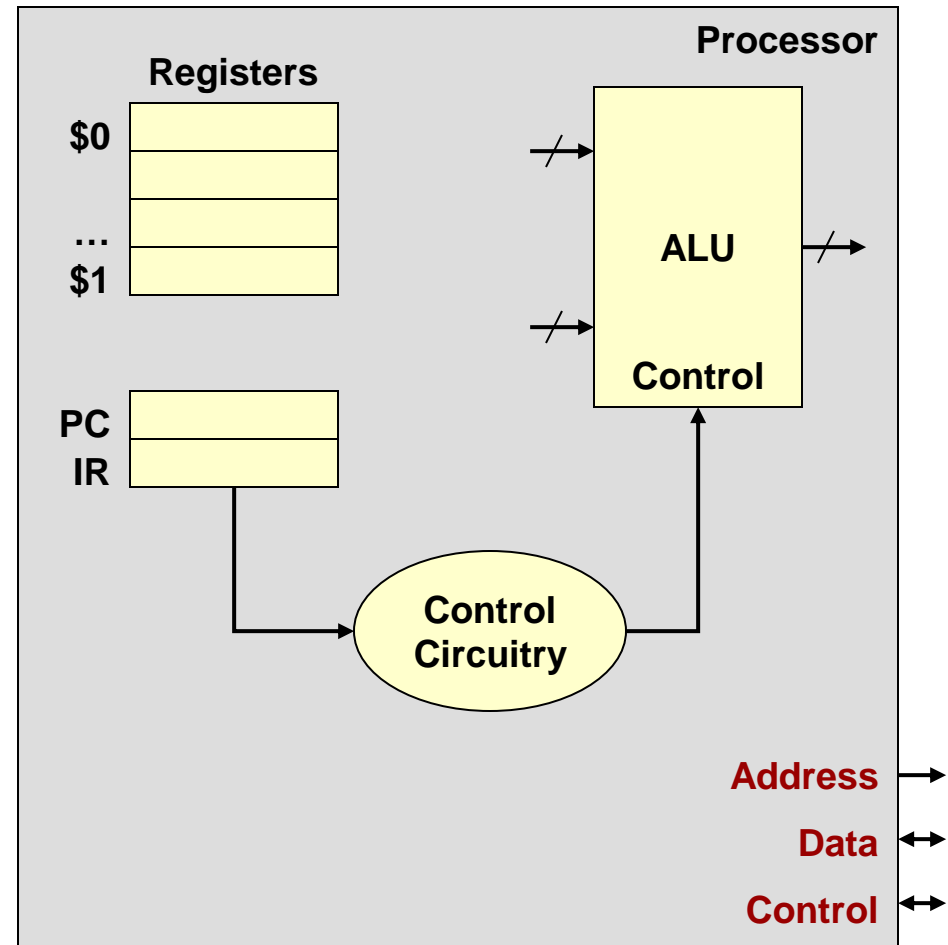 Processor
Registers
$0
…
$1
ALU
Control
PC
IR
Control
Circuitry
Address
Data
Control